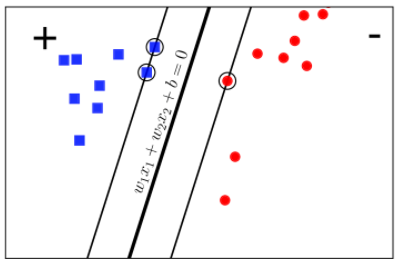 +
-
w₁x₁ + w₂x₂ + b = 0